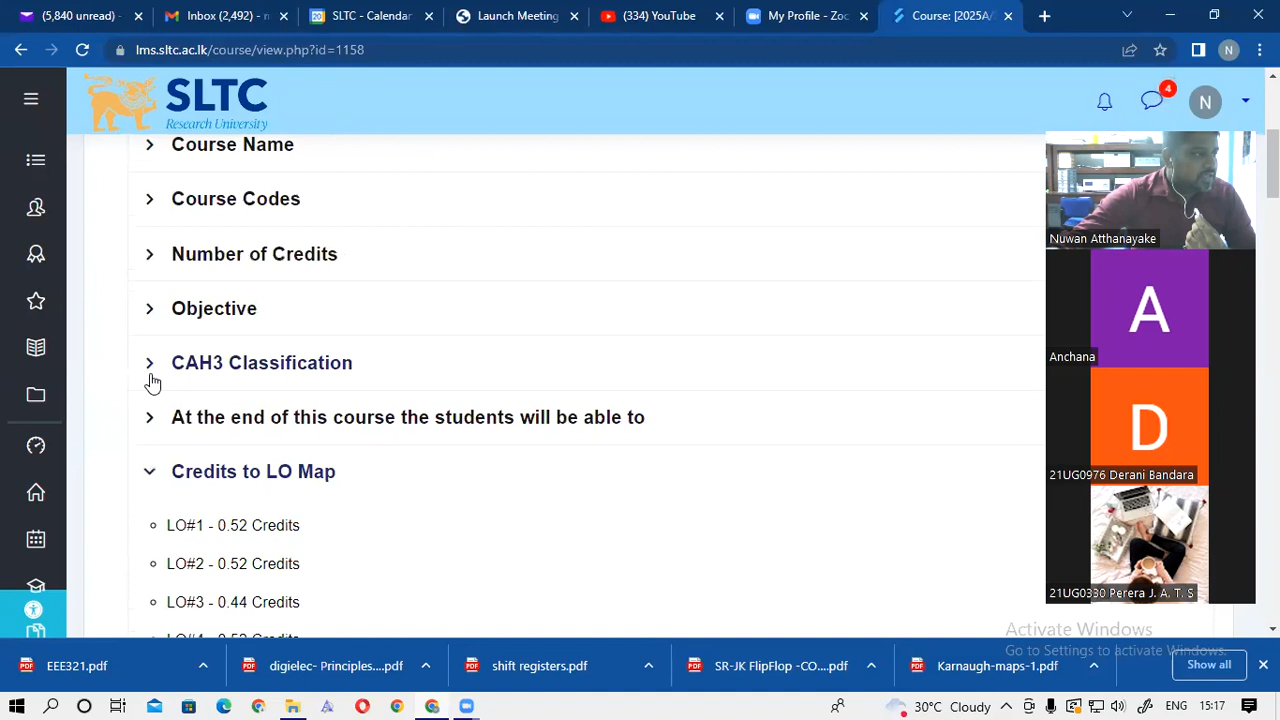 (5,840 unread)
Inbox (2,492)
SLTC - Calendar
Launch Meeting
(334) YouTube
My Profile - Zoo
Course: [2025A/
lms.sltc.ac.lk/course/view.php?id=1158
N
SLTC
Research University
4
N
Course Name
Course Codes
Number of Credits
Objective
CAH3 Classification
At the end of this course the students will be able to
Credits to LO Map
LO#1 - 0.52 Credits
LO#2 - 0.52 Credits
LO#3 - 0.44 Credits
Nuwan Atthanayake
A
Anchana
D
21UG0976 Derani Bandara
21UG0330 Perera J. A. T. S
Activate Windows
Go to Settings to activate Windows.
EEE321.pdf
digielec- Principles....pdf
shift registers.pdf
SR-JK FlipFlop -CO....pdf
Karnaugh-maps-1.pdf
Show all
30°C Cloudy
ENG
15:17